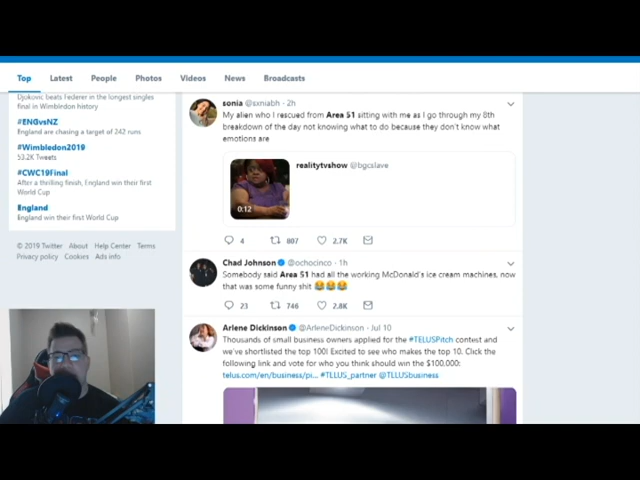 Top Latest People Photos Videos News Broadcasts
Djokovic beats Federer in the longest singles
final in Wimbledon history
#ENGvsNZ
England are chasing a target of 242 runs
#Wimbledon2019
53.2K Tweets
#CWC19Final
After a thrilling finish, England win their first
World Cup
England
England win their first World Cup
© 2019 Twitter About Help Center Terms
Privacy policy Cookies Ads info
sonia @sxniabh · 2h
My alien who I rescued from Area 51 sitting with me as I go through my 8th
breakdown of the day not knowing what to do because they don't know what
emotions are
realitytvshow @bgcslave
0:12
4 807 2.7K
Chad Johnson @ochocinco · 1h
Somebody said Area 51 had all the working McDonald's ice cream machines, now
that was some funny shit 😂😂😂
23 746 2.8K
Arlene Dickinson @ArleneDickinson · Jul 10
Thousands of small business owners applied for the #TELUSPitch contest and
we've shortlisted the top 100! Excited to see who makes the top 10. Click the
following link and vote for who you think should win the $100,000:
telus.com/en/business/pi... #TELUS_partner @TELUSbusiness